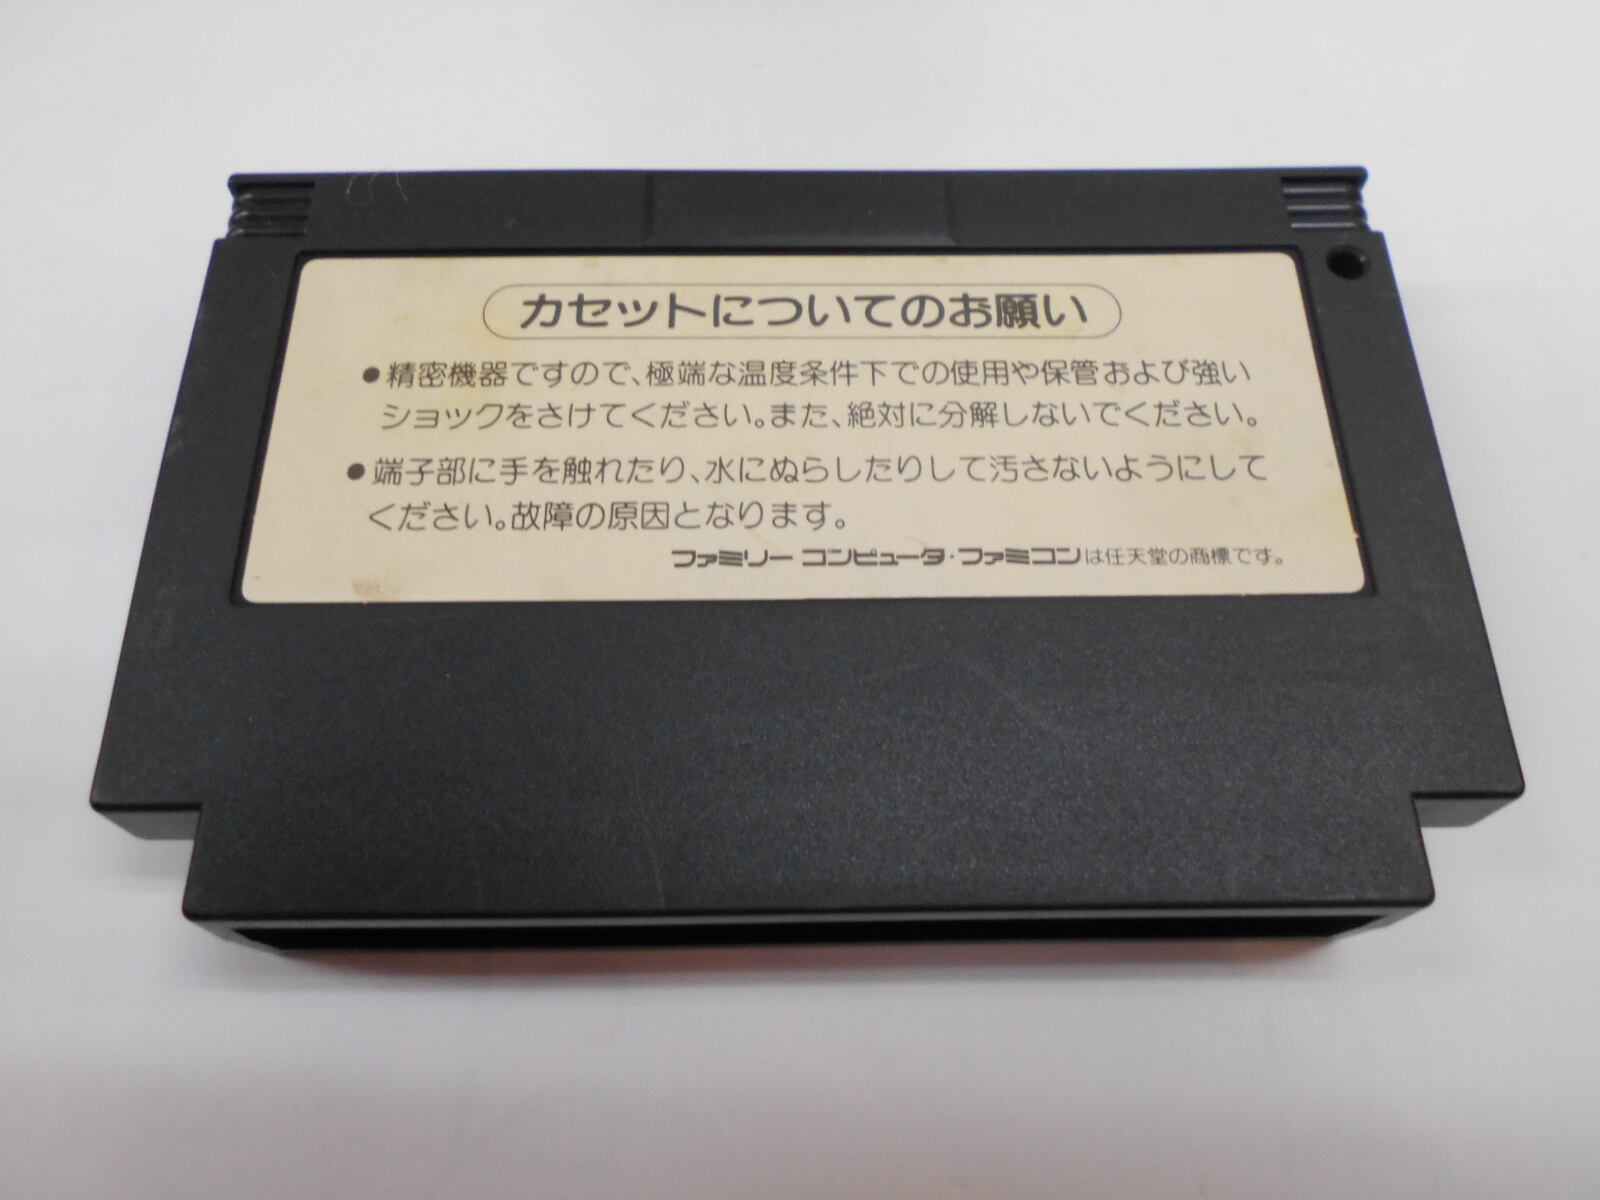 カセットについてのお願い
●精密機器ですので、極端な温度条件下での使用や保管および強い
ショックをさけてください。また、絶対に分解しないでください。
●端子部に手を触れたり、水にぬらしたりして汚さないようにして
ください。故障の原因となります。
ファミリー コンピュータ・ファミコンは任天堂の商標です。